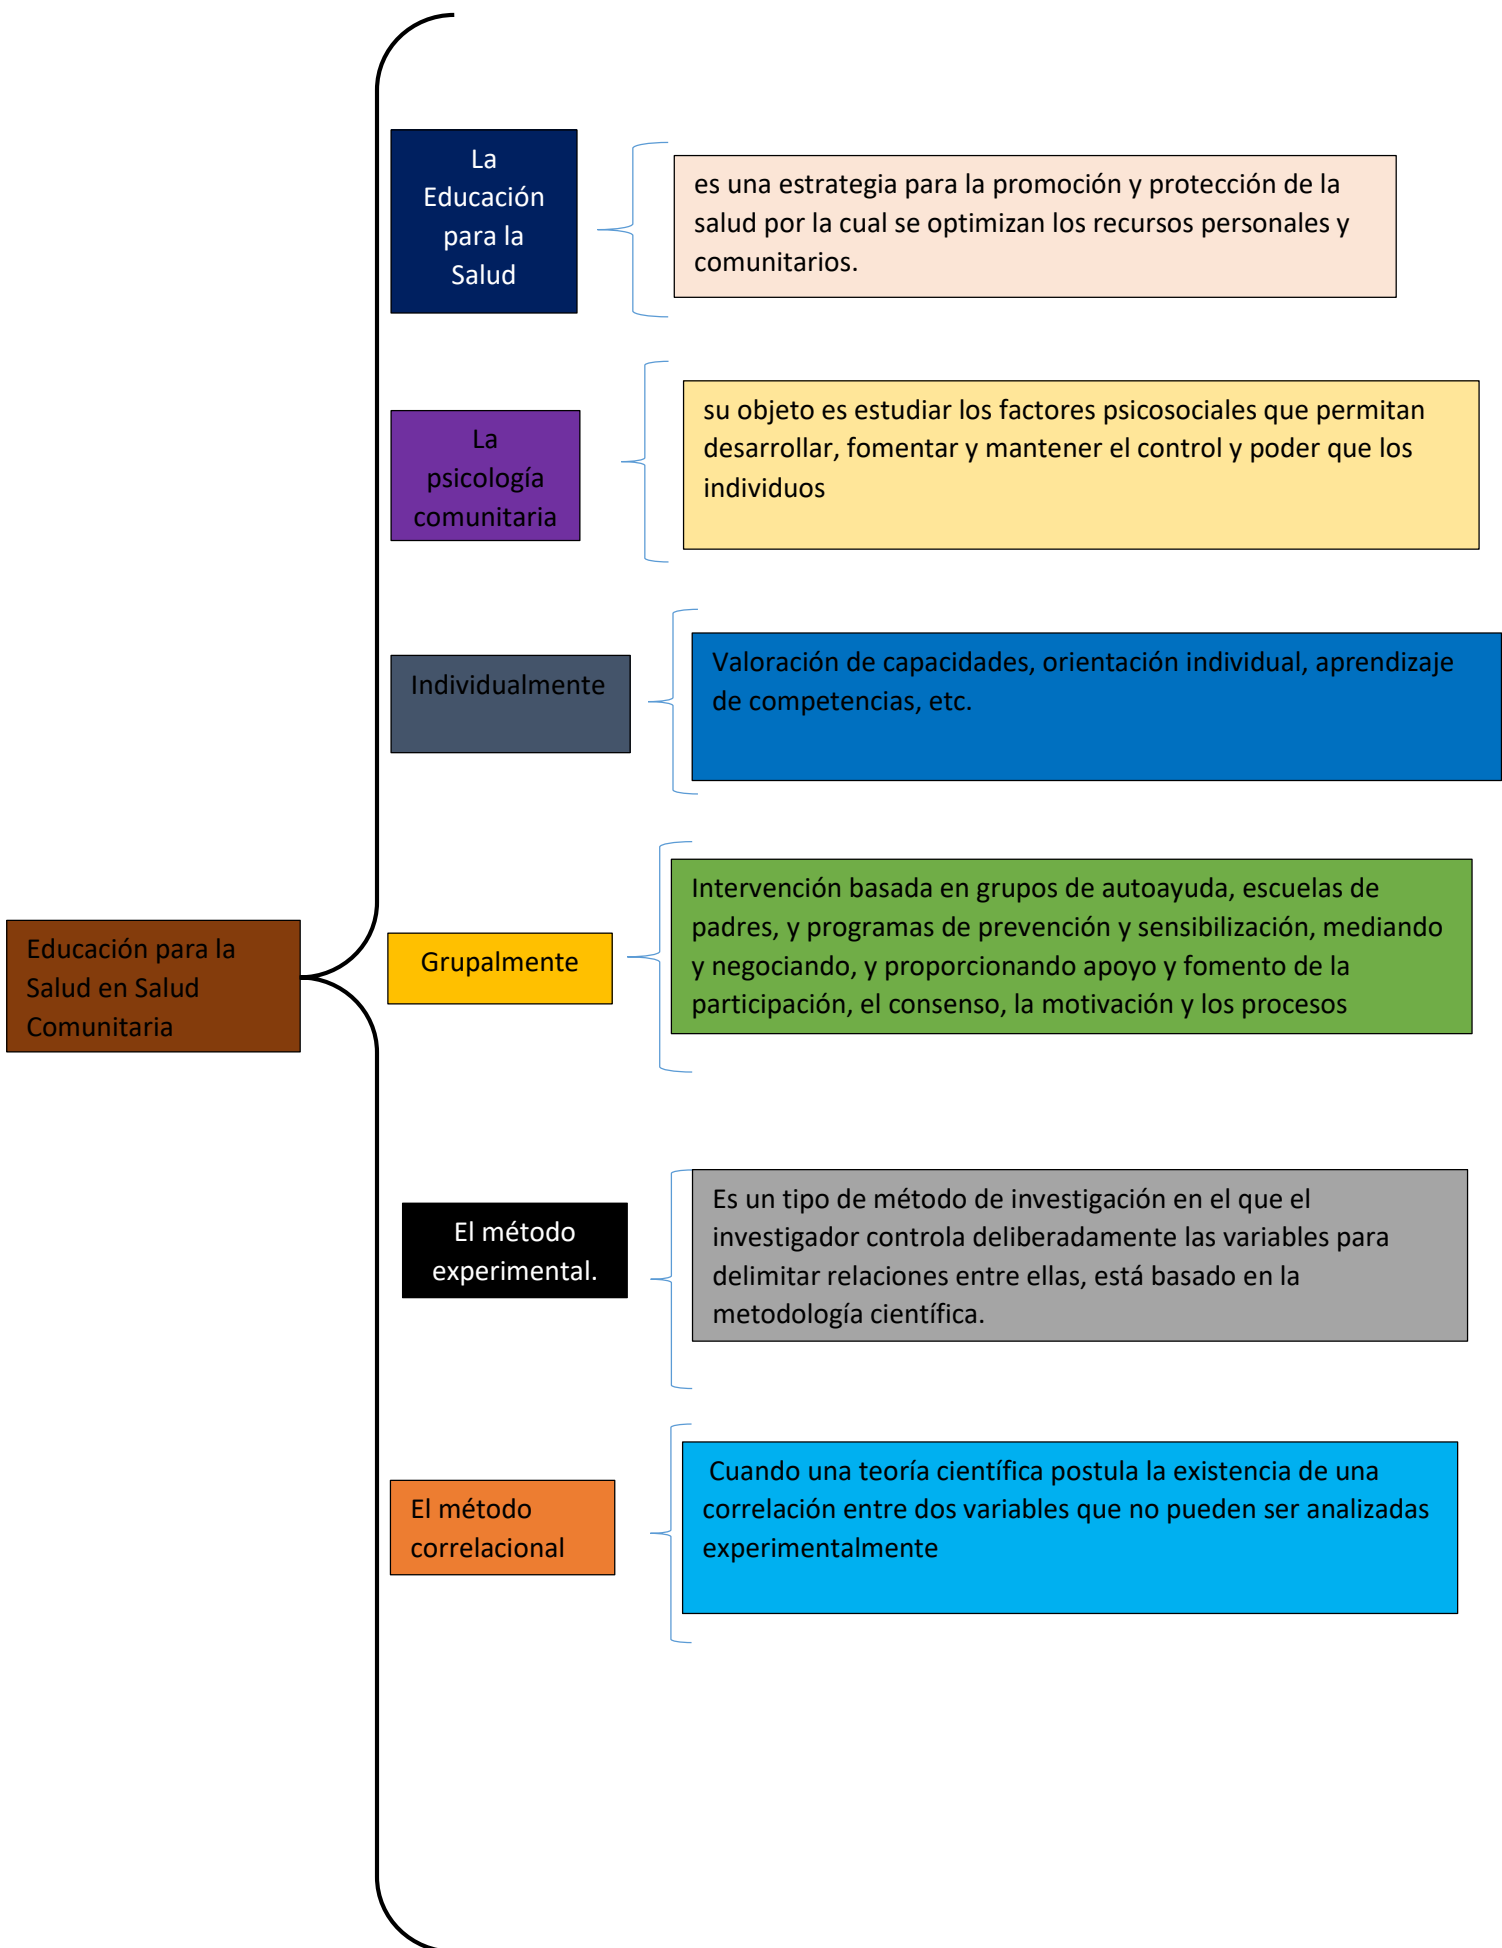 La
Educación
para la
Salud
es una estrategia para la promoción y protección de la
salud por la cual se optimizan los recursos personales y
comunitarios.
La
psicología
comunitaria
su objeto es estudiar los factores psicosociales que permitan
desarrollar, fomentar y mantener el control y poder que los
individuos
Individualmente
Valoración de capacidades, orientación individual, aprendizaje
de competencias, etc.
Educación para la
Salud en Salud
Comunitaria
Grupalmente
Intervención basada en grupos de autoayuda, escuelas de
padres, y programas de prevención y sensibilización, mediando
y negociando, y proporcionando apoyo y fomento de la
participación, el consenso, la motivación y los procesos
El método
experimental.
Es un tipo de método de investigación en el que el
investigador controla deliberadamente las variables para
delimitar relaciones entre ellas, está basado en la
metodología científica.
El método
correlacional
Cuando una teoría científica postula la existencia de una
correlación entre dos variables que no pueden ser analizadas
experimentalmente